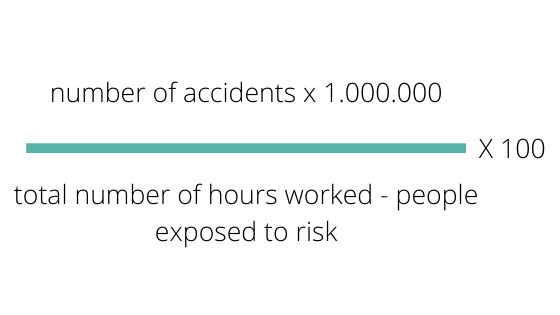 number of accidents x 1.000.000
X 100
total number of hours worked - people
exposed to risk